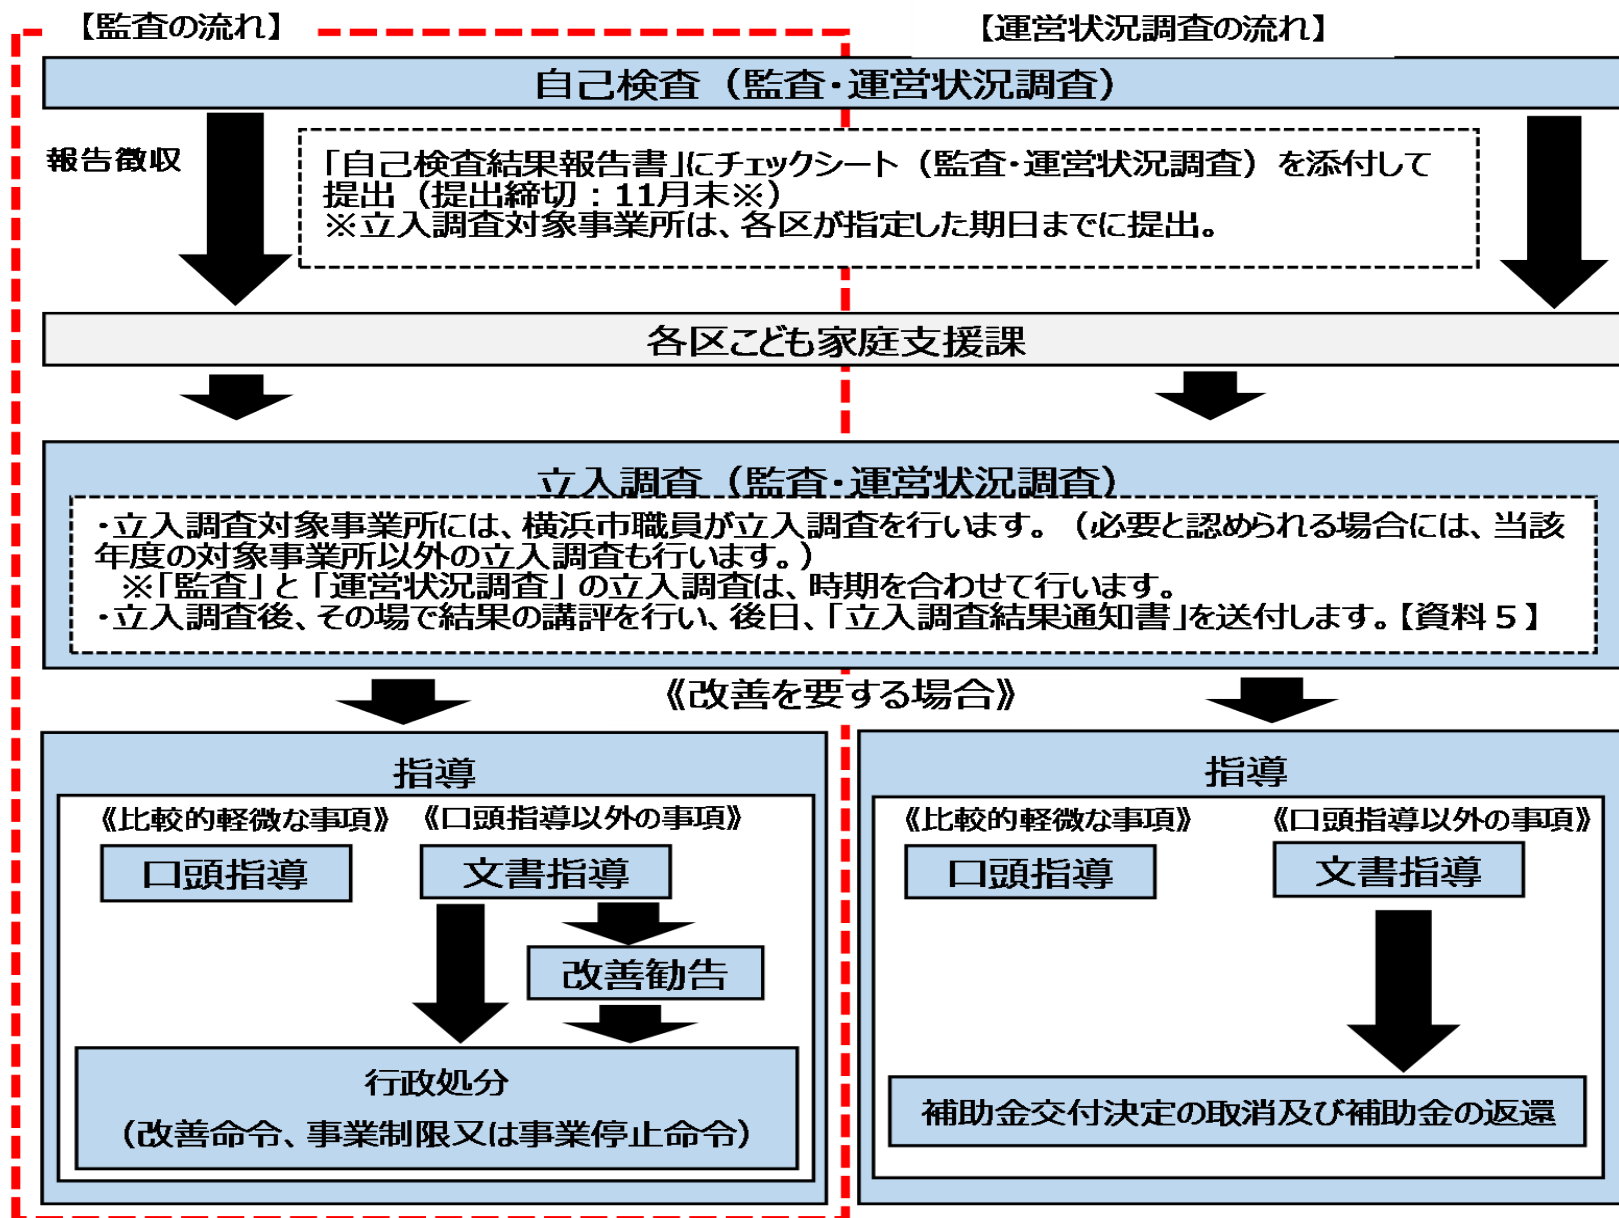 【監査の流れ】
【運営状況調査の流れ】
自己検査（監査・運営状況調査）
報告徴収
「自己検査結果報告書」にチェックシート（監査・運営状況調査）を添付して
提出（提出締切：11月末※）
※立入調査対象事業所は、各区が指定した期日までに提出。
各区こども家庭支援課
立入調査（監査・運営状況調査）
・立入調査対象事業所には、横浜市職員が立入調査を行います。（必要と認められる場合には、当該
年度の対象事業所以外の立入調査も行います。）
※「監査」と「運営状況調査」の立入調査は、時期を合わせて行います。
・立入調査後、その場で結果の講評を行い、後日、「立入調査結果通知書」を送付します。【資料５】
《改善を要する場合》
指導
《比較的軽微な事項》
《口頭指導以外の事項》
口頭指導
文書指導
改善勧告
行政処分
（改善命令、事業制限又は事業停止命令）
指導
《比較的軽微な事項》
《口頭指導以外の事項》
口頭指導
文書指導
補助金交付決定の取消及び補助金の返還